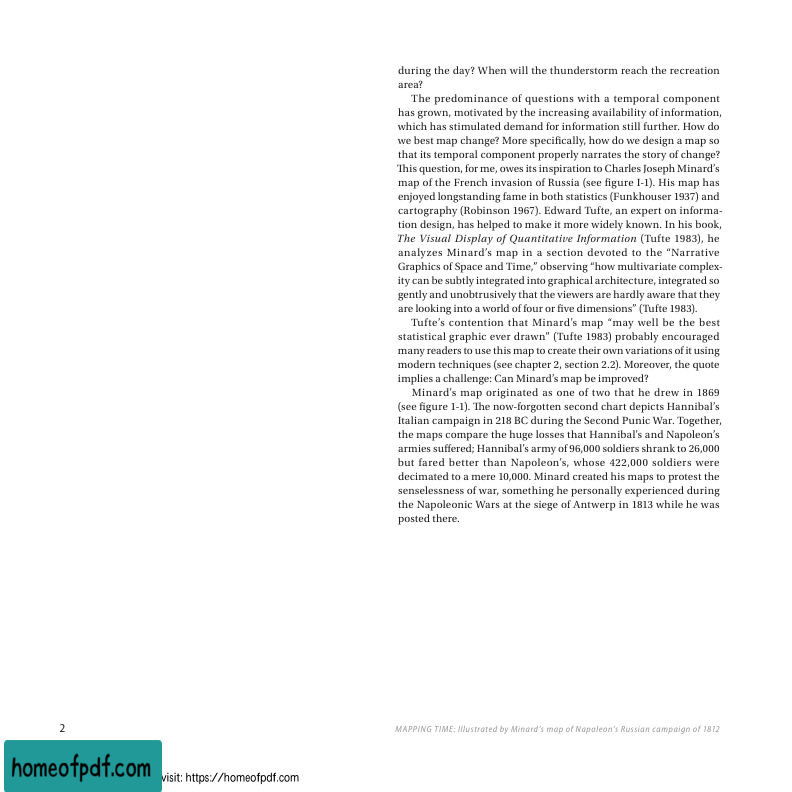 during the day? When will the thunderstorm reach the recreation
area?
The predominance of questions with a temporal component
has grown, motivated by the increasing availability of information,
which has stimulated demand for information still further. How do
we best map change? More specifically, how do we design a map so
that its temporal component properly narrates the story of change?
This question, for me, owes its inspiration to Charles Joseph Minard’s
map of the French invasion of Russia (see figure I-1). His map has
enjoyed longstanding fame in both statistics (Funkhouser 1937) and
cartography (Robinson 1967). Edward Tufte, an expert on informa-
tion design, has helped to make it more widely known. In his book,
The Visual Display of Quantitative Information (Tufte 1983), he
analyzes Minard’s map in a section devoted to the “Narrative
Graphics of Space and Time,” observing “how multivariate complex-
ity can be subtly integrated into graphical architecture, integrated so
gently and unobtrusively that the viewers are hardly aware that they
are looking into a world of four or five dimensions” (Tufte 1983).
Tufte’s contention that Minard’s map “may well be the best
statistical graphic ever drawn” (Tufte 1983) probably encouraged
many readers to use this map to create their own variations of it using
modern techniques (see chapter 2, section 2.2). Moreover, the quote
implies a challenge: Can Minard’s map be improved?
Minard’s map originated as one of two that he drew in 1869
(see figure 1-1). The now-forgotten second chart depicts Hannibal’s
Italian campaign in 218 BC during the Second Punic War. Together,
the maps compare the huge losses that Hannibal’s and Napoleon’s
armies suffered; Hannibal’s army of 96,000 soldiers shrank to 26,000
but fared better than Napoleon’s, whose 422,000 soldiers were
decimated to a mere 10,000. Minard created his maps to protest the
senselessness of war, something he personally experienced during
the Napoleonic Wars at the siege of Antwerp in 1813 while he was
posted there.
2
MAPPING TIME: Illustrated by Minard’s map of Napoleon’s Russian campaign of 1812
homeofpdf.com
visit: https://homeofpdf.com